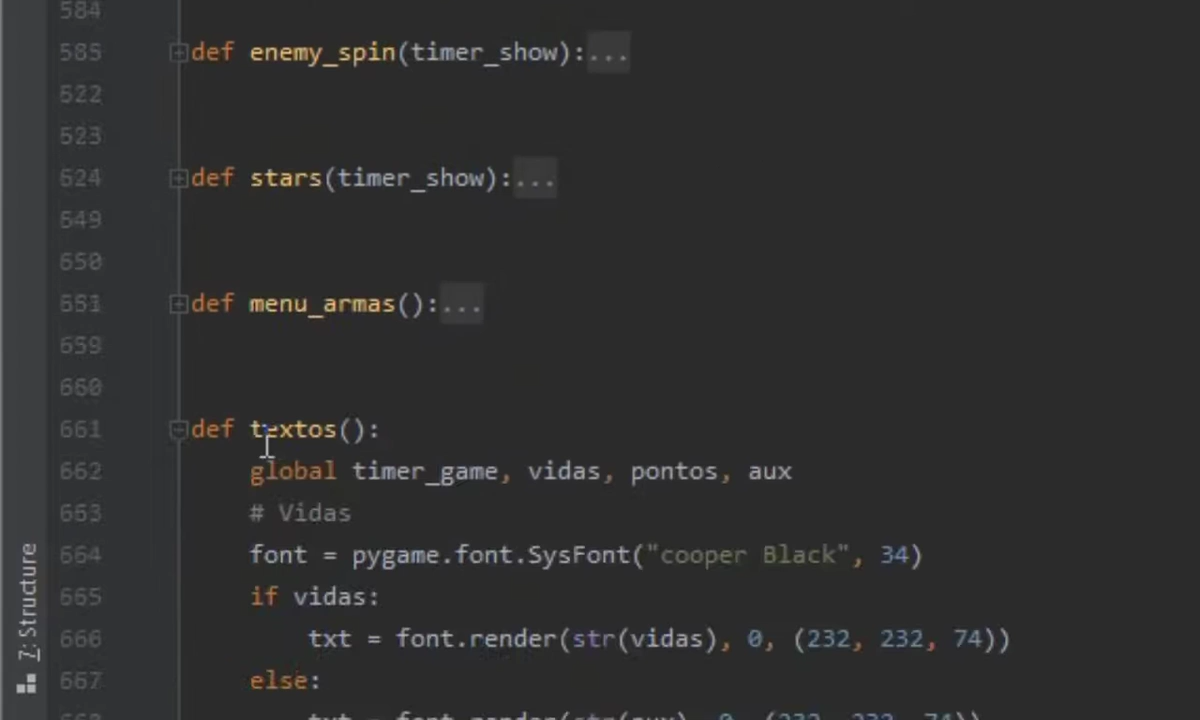 584
585 def enemy_spin(timer_show):...
522
523
524 def stars(timer_show):...
549
550
551 def menu_armas():...
659
660
661 def textos():
662 global timer_game, vidas, pontos, aux
663 # Vidas
664 font = pygame.font.SysFont("cooper Black", 34)
665 if vidas:
666 txt = font.render(str(vidas), 0, (232, 232, 74))
667 else:
668 txt = font.render(str(aux), 0, (232, 232, 74))
7: Structure